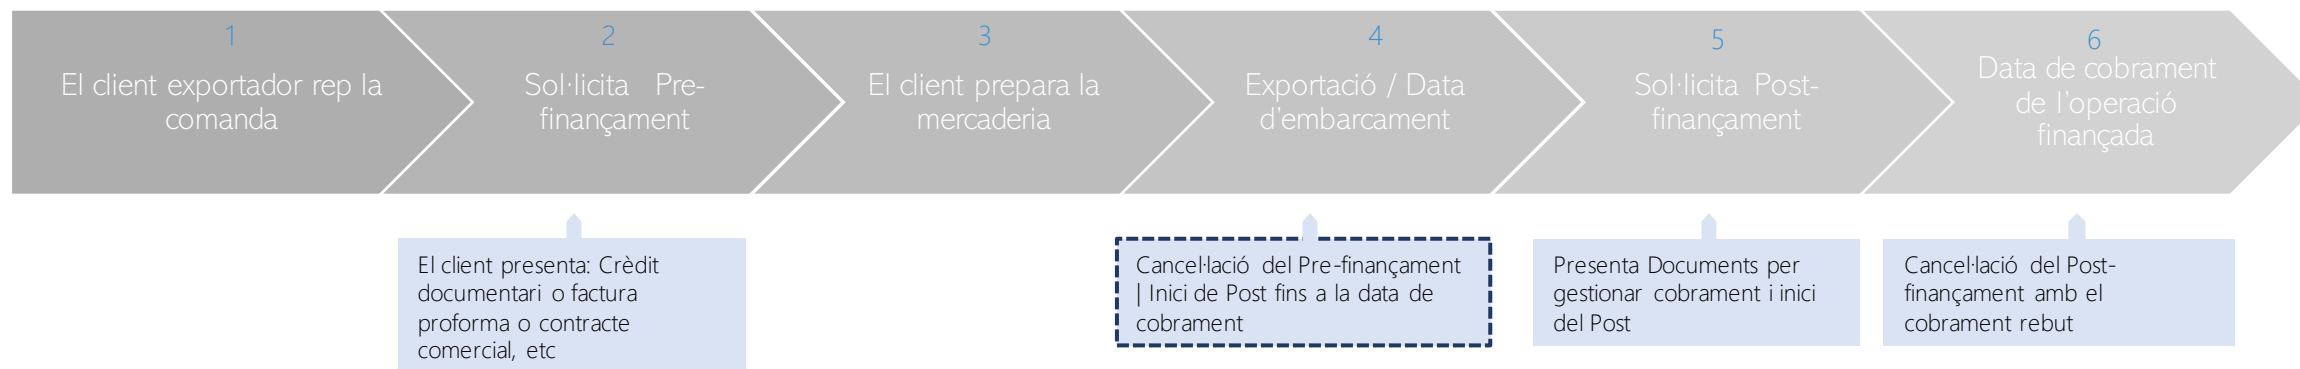 1
El client exportador rep la
comanda
2
Sol·licita Pre-
finançament
3
El client prepara la
mercaderia
4
Exportació / Data
d'embarcament
5
Sol·licita Post-
finançament
6
Data de cobrament
de l'operació
finançada
El client presenta: Crèdit
documentari o factura
proforma o contracte
comercial, etc
Cancel·lació del Pre-finançament
| Inici de Post fins a la data de
cobrament
Presenta Documents per
gestionar cobrament i inici
del Post
Cancel·lació del Post-
finançament amb el
cobrament rebut